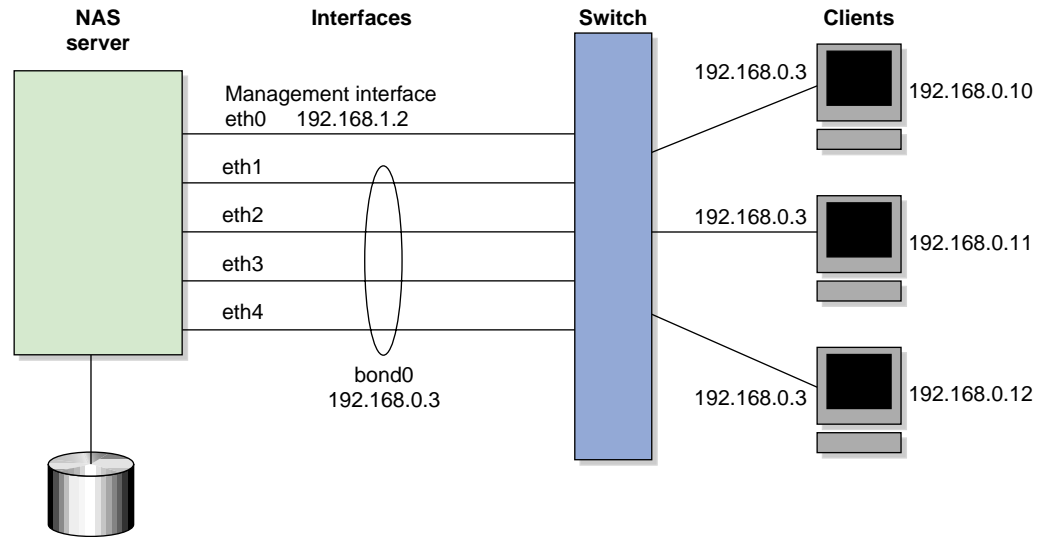 NAS
server
Interfaces
Switch
Clients
Management interface
eth0 192.168.1.2
eth1
eth2
eth3
eth4
bond0
192.168.0.3
192.168.0.3
192.168.0.10
192.168.0.3
192.168.0.11
192.168.0.3
192.168.0.12